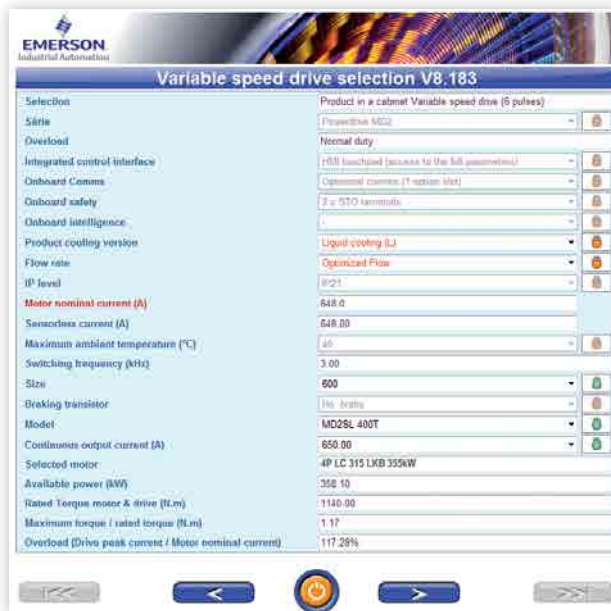 EMERSON
Industrial Automation
Variable speed drive selection V8.183
Selection Product in a cabinet Variable speed drive (6 pulses)
Série Powerdrive MD2
Overload Normal duty
Integrated control interface HMI touchpad (access to the full parameters)
Onboard Comms Optional comms (1 option slot)
Onboard safety 2 x STO terminals
Onboard intelligence -
Product cooling version Liquid cooling (L)
Flow rate Optimized Flow
IP level IP21
Motor nominal current (A) 648.0
Sensorless current (A) 648.00
Maximum ambient temperature (°C) 40
Switching frequency (kHz) 3.00
Size 600
Braking transistor No brake
Model MD2SL 400T
Continuous output current (A) 650.00
Selected motor 4P LC 315 LKB 355kW
Available power (kW) 358.10
Rated Torque motor & drive (N.m) 1140.00
Maximum torque / rated torque (N.m) 1.17
Overload (Drive peak current / Motor nominal current) 117.28%